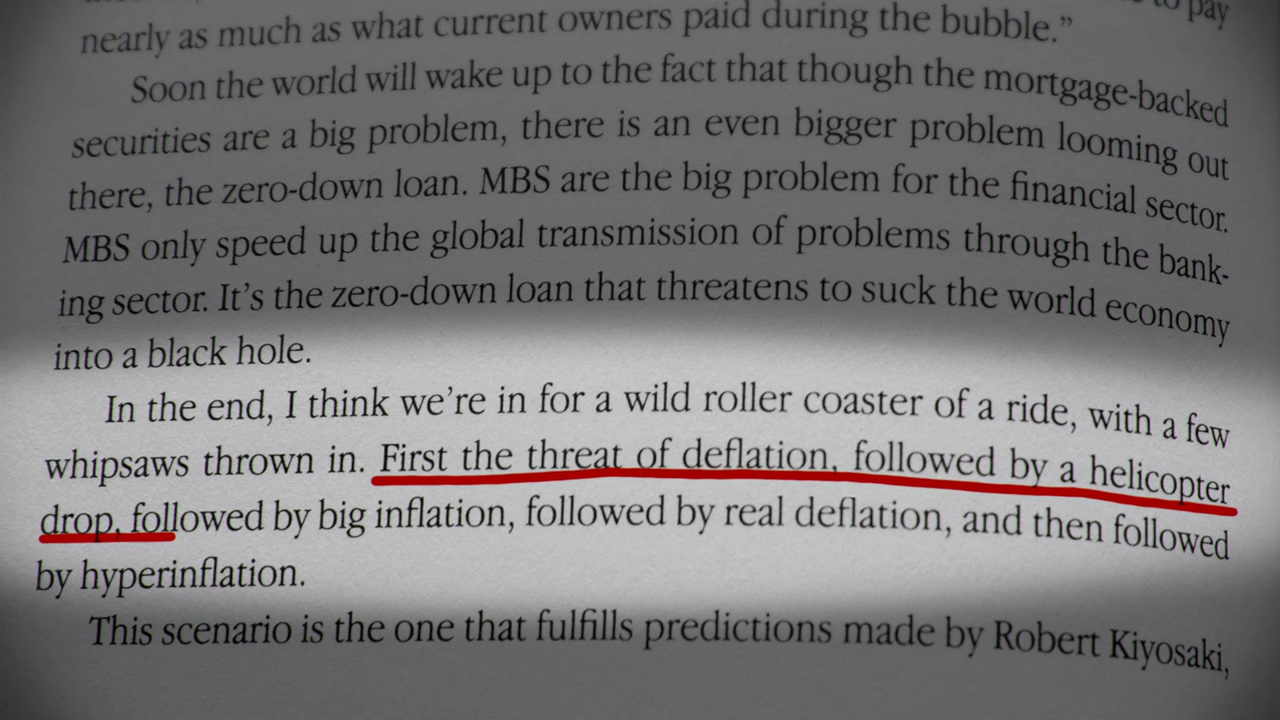 to pay
nearly as much as what current owners paid during the bubble.”
Soon the world will wake up to the fact that though the mortgage-backed
securities are a big problem, there is an even bigger problem looming out
there, the zero-down loan. MBS are the big problem for the financial sector.
MBS only speed up the global transmission of problems through the bank-
ing sector. It’s the zero-down loan that threatens to suck the world economy
into a black hole.
In the end, I think we’re in for a wild roller coaster of a ride, with a few
whipsaws thrown in. First the threat of deflation, followed by a helicopter
drop, followed by big inflation, followed by real deflation, and then followed
by hyperinflation.
This scenario is the one that fulfills predictions made by Robert Kiyosaki,